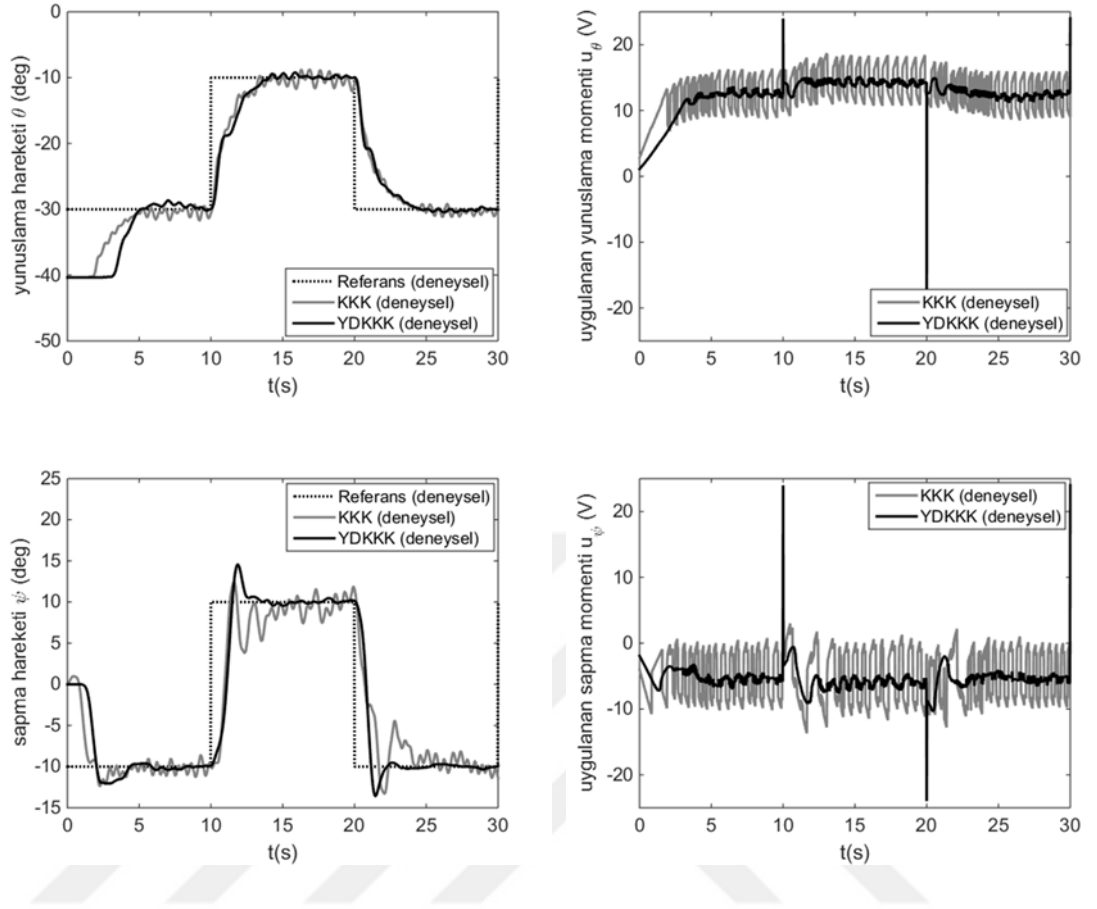 yunuslama hareketi θ (deg)
0
-10
-20
-30
-40
-50
Referans (deneysel)
KKK (deneysel)
YDKKK (deneysel)
0 5 10 15 20 25 30
t(s)
uygulanan yunuslama momenti u_θ (V)
20
10
0
-10
-20
KKK (deneysel)
YDKKK (deneysel)
0 5 10 15 20 25 30
t(s)
sapma hareketi ψ (deg)
25
20
15
10
5
0
-5
-10
-15
Referans (deneysel)
KKK (deneysel)
YDKKK (deneysel)
0 5 10 15 20 25 30
t(s)
uygulanan sapma momenti u_ψ (V)
20
10
0
-10
-20
KKK (deneysel)
YDKKK (deneysel)
0 5 10 15 20 25 30
t(s)